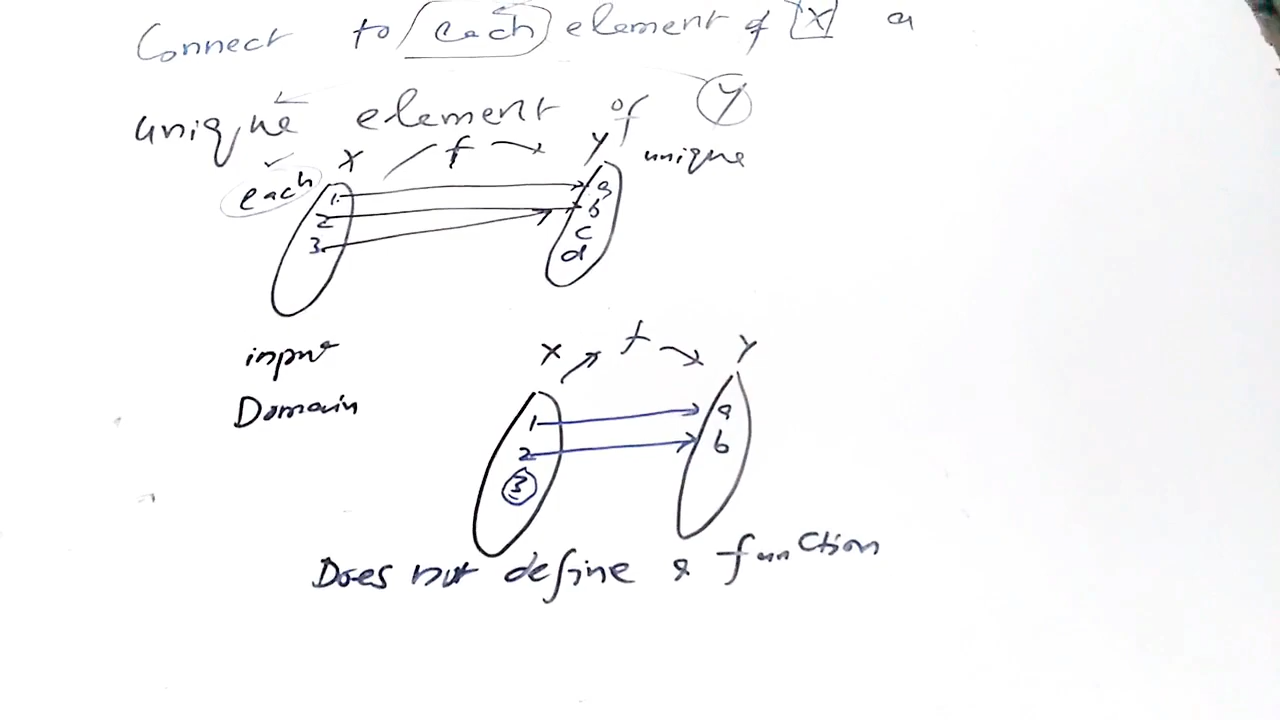 Connect to each element of X a
unique element of Y
X f Y unique
each 1 a
2 b
3 c
d
input
Domain
X f Y
1 a
2 b
3
Does not define a function